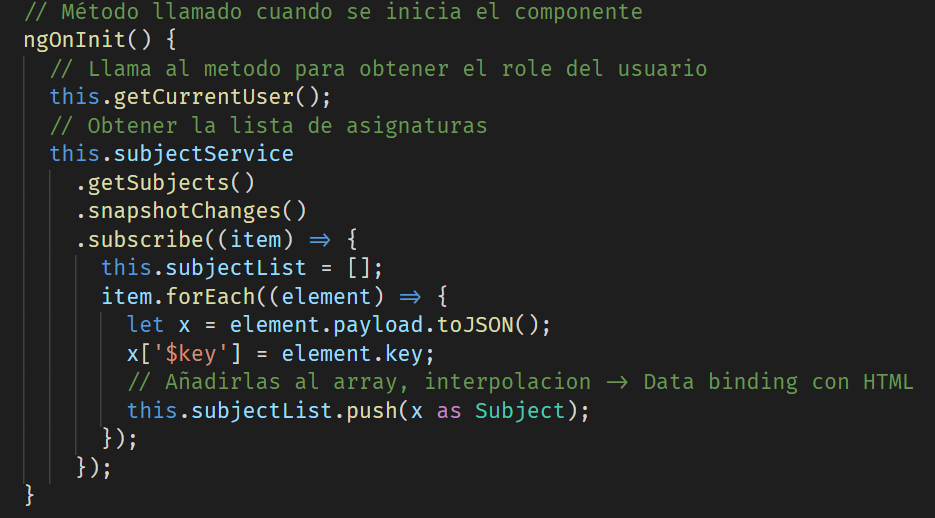 // Método llamado cuando se inicia el componente
ngOnInit() {
// Llama al metodo para obtener el role del usuario
this.getCurrentUser();
// Obtener la lista de asignaturas
this.subjectService
.getSubjects()
.snapshotChanges()
.subscribe((item) => {
this.subjectList = [];
item.forEach((element) => {
let x = element.payload.toJSON();
x['$key'] = element.key;
// Añadirlas al array, interpolacion -> Data binding con HTML
this.subjectList.push(x as Subject);
});
});
}